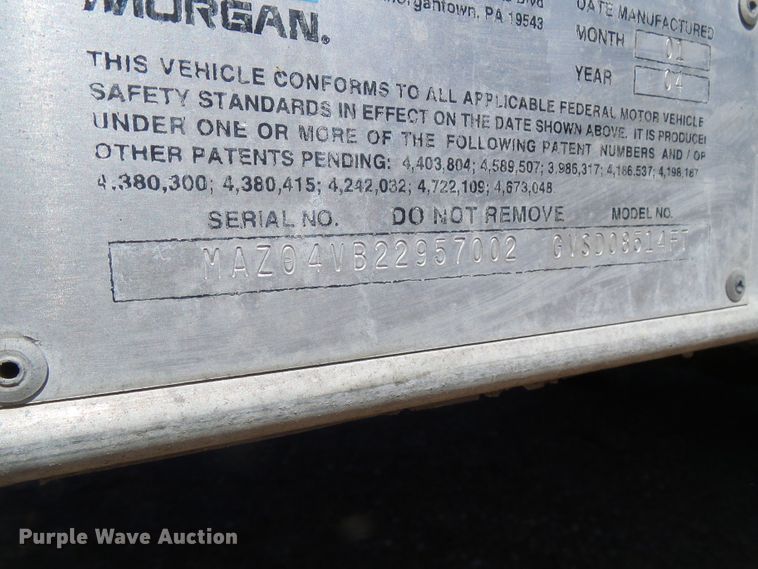 MORGAN.
Morgantown, PA 19543
DATE MANUFACTURED
MONTH 01
YEAR 04
THIS VEHICLE CONFORMS TO ALL APPLICABLE FEDERAL MOTOR VEHICLE
SAFETY STANDARDS IN EFFECT ON THE DATE SHOWN ABOVE. IT IS PRODUCED
UNDER ONE OR MORE OF THE FOLLOWING PATENT NUMBERS AND / OR
OTHER PATENTS PENDING: 4,403,804; 4,589,507; 3,986,317; 4,186,537; 4,198,187
4,380,300; 4,380,415; 4,242,032; 4,722,109; 4,673,048
SERIAL NO. DO NOT REMOVE MODEL NO.
MAZ04VB22957002 GVSD08514FT
Purple Wave Auction